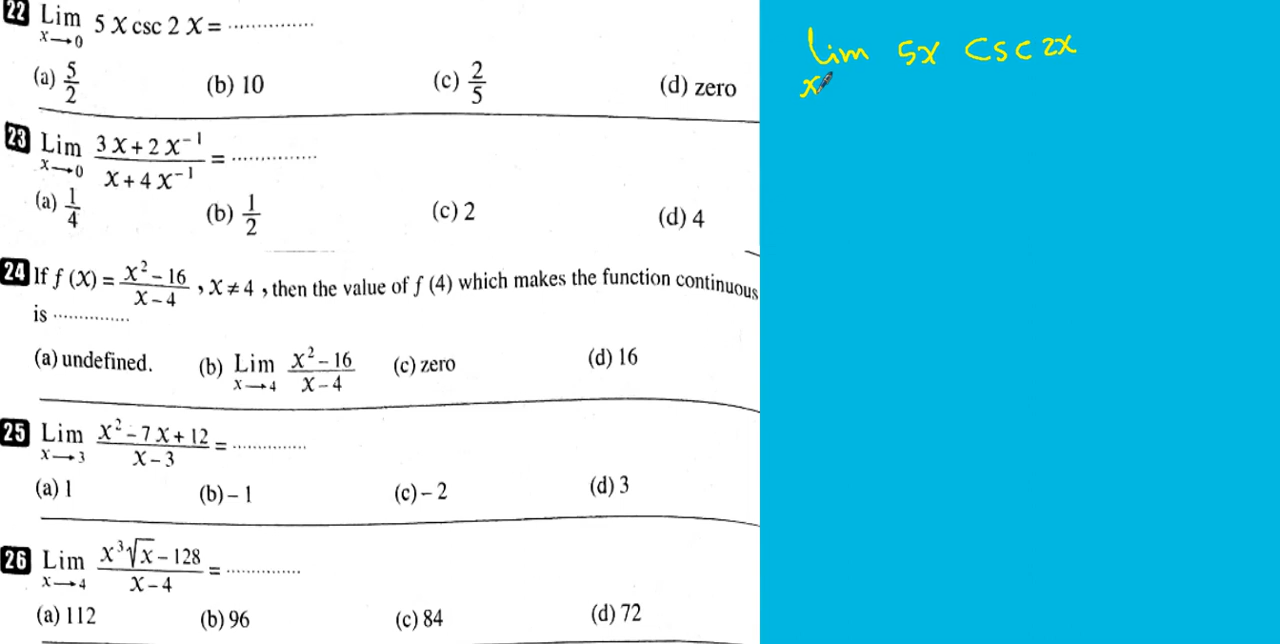 22 Lim 5 X csc 2 X = ...............
X→0
(a) 5/2 (b) 10 (c) 2/5 (d) zero
23 Lim 3 X + 2 X⁻¹ / X + 4 X⁻¹ = ...............
X→0
(a) 1/4 (b) 1/2 (c) 2 (d) 4
24 If f (X) = X² – 16 / X – 4 , X ≠ 4 , then the value of f (4) which makes the function continuous
is ...............
(a) undefined. (b) Lim X² – 16 / X – 4 (c) zero (d) 16
X→4
25 Lim X² – 7 X + 12 / X – 3 = ...............
X→3
(a) 1 (b) – 1 (c) – 2 (d) 3
26 Lim X³√x – 128 / X – 4 = ...............
X→4
(a) 112 (b) 96 (c) 84 (d) 72
lim 5x csc 2x
x